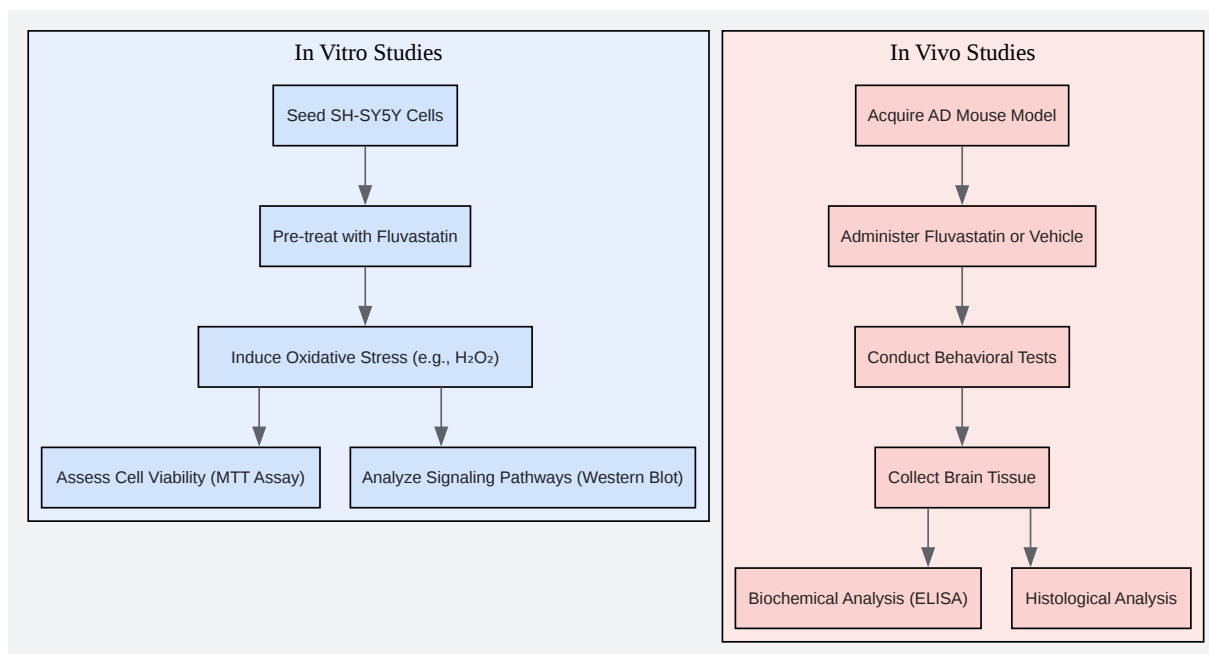 In Vitro Studies
Seed SH-SY5Y Cells
Pre-treat with Fluvastatin
Induce Oxidative Stress (e.g., H₂O₂)
Assess Cell Viability (MTT Assay)
Analyze Signaling Pathways (Western Blot)
In Vivo Studies
Acquire AD Mouse Model
Administer Fluvastatin or Vehicle
Conduct Behavioral Tests
Collect Brain Tissue
Biochemical Analysis (ELISA)
Histological Analysis